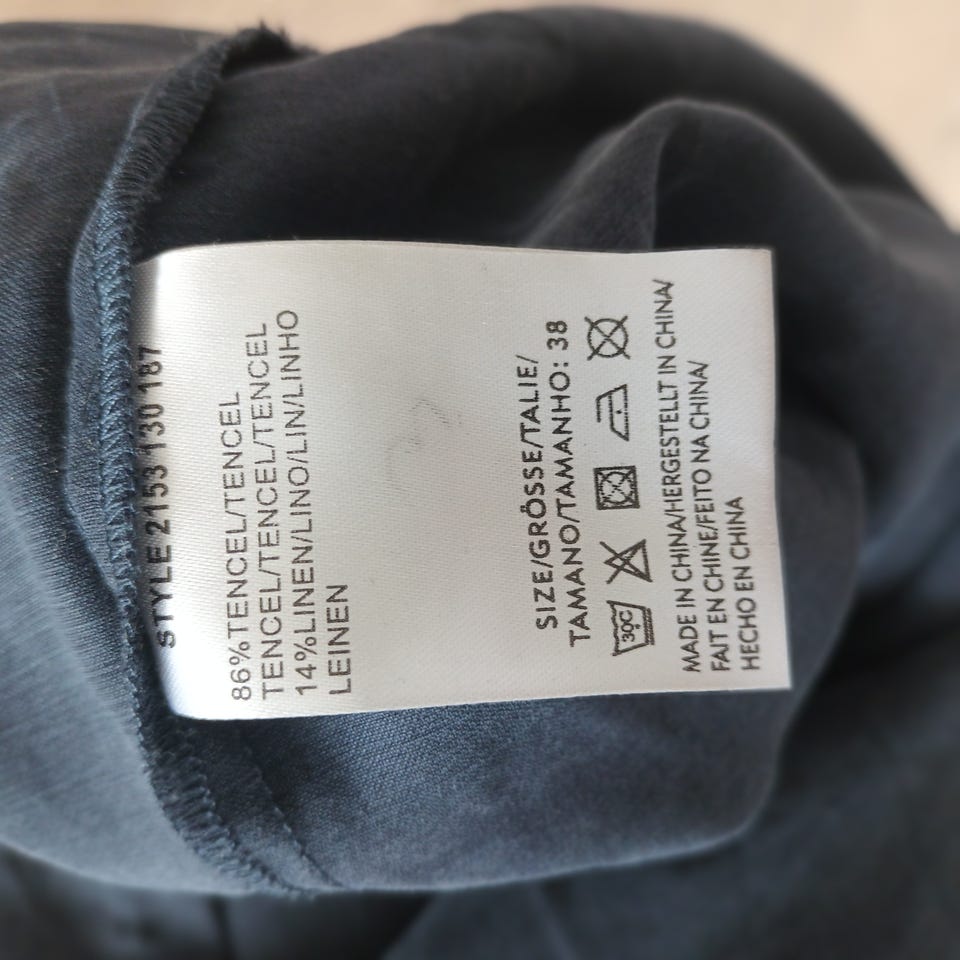 STYLE 2153 130 187
86%TENCEL/TENCEL
TENCEL/TENCEL/TENCEL
14%LINEN/LINO/LIN/LINHO
LEINEN
SIZE/GRÖSSE/TALIE/
TAMANO/TAMANHO: 38
30C
MADE IN CHINA/HERGESTELLT IN CHINA/
FAIT EN CHINE/FEITO NA CHINA/
HECHO EN CHINA